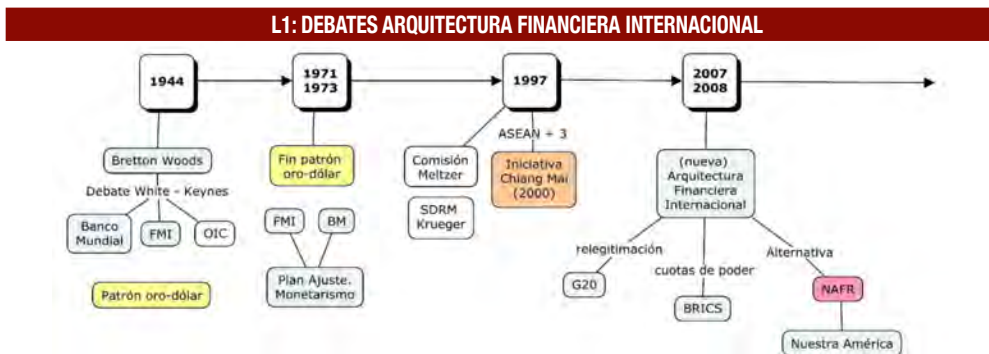 L1: DEBATES ARQUITECTURA FINANCIERA INTERNACIONAL
1944
1971
1973
1997
2007
2008
Bretton Woods
Debate White - Keynes
Banco
Mundial
FMI
OIC
Patrón oro-dólar
Fin patrón
oro-dólar
FMI
BM
Plan Ajuste.
Monetarismo
Comisión
Meltzer
SDRM
Krueger
ASEAN + 3
Iniciativa
Chiang Mai
(2000)
(nueva)
Arquitectura
Financiera
Internacional
relegitimación
G20
cuotas de poder
BRICS
Alternativa
NAFR
Nuestra América